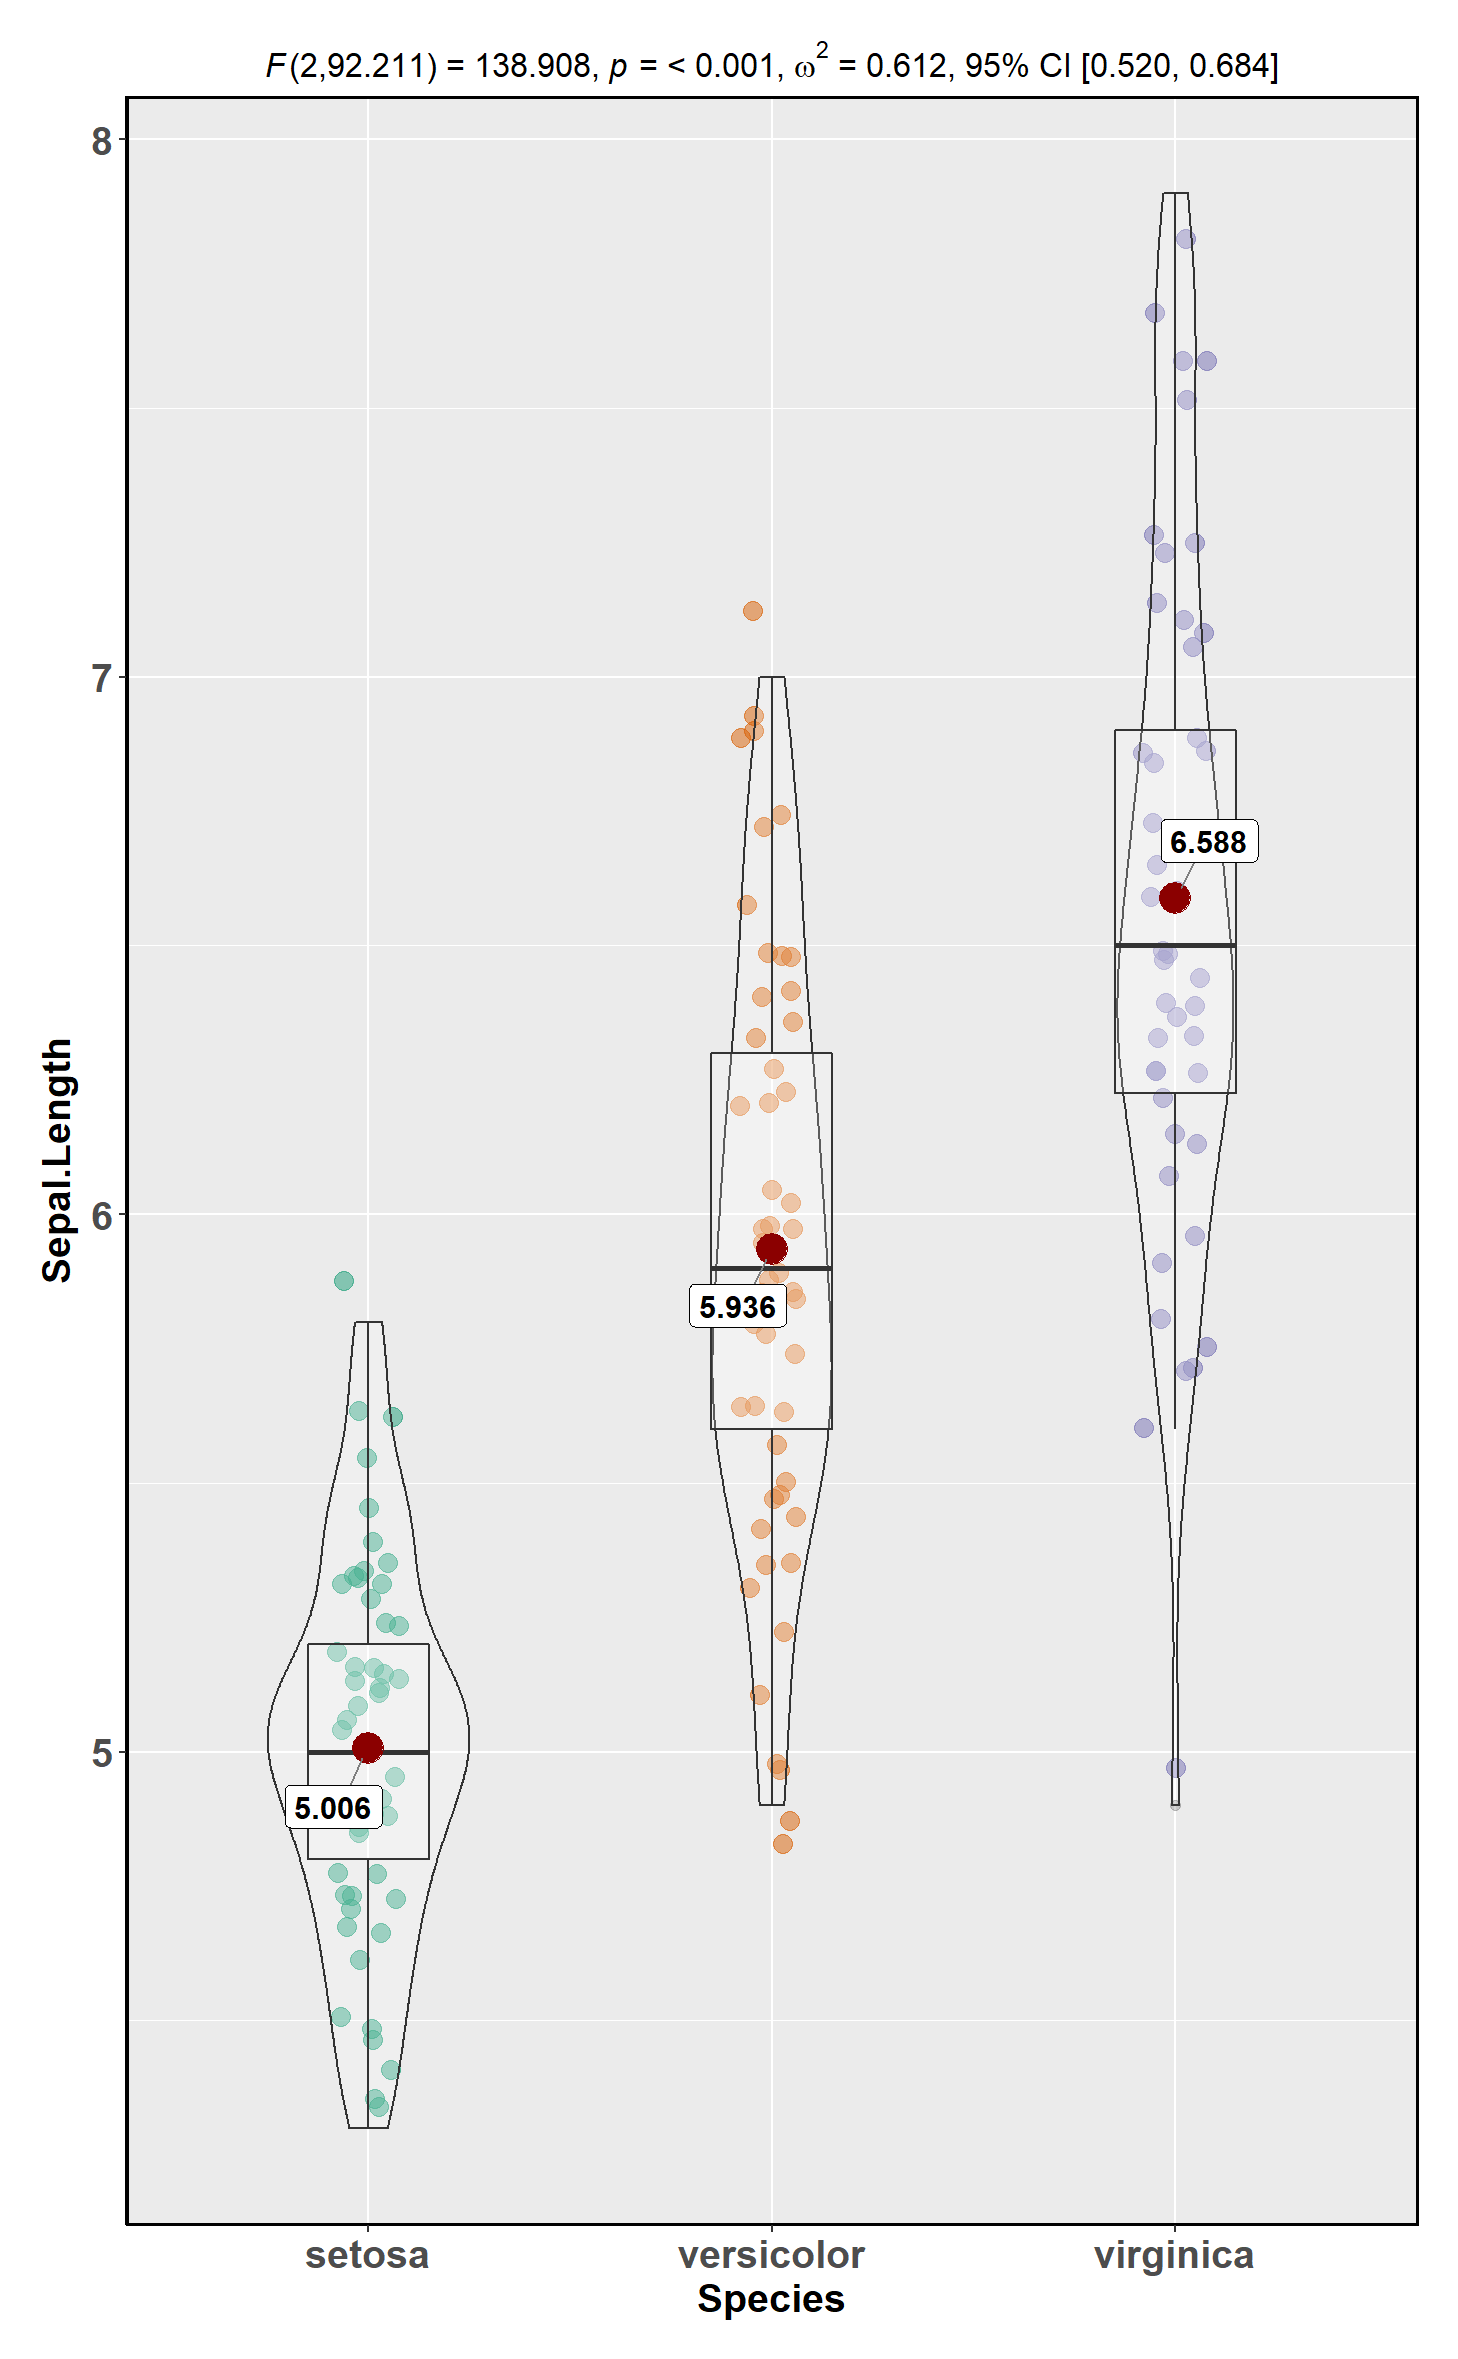 F(2,92.211) = 138.908, p = < 0.001, ω² = 0.612, 95% CI [0.520, 0.684]
8
7
6
5
Sepal.Length
6.588
5.936
5.006
setosa versicolor virginica
Species